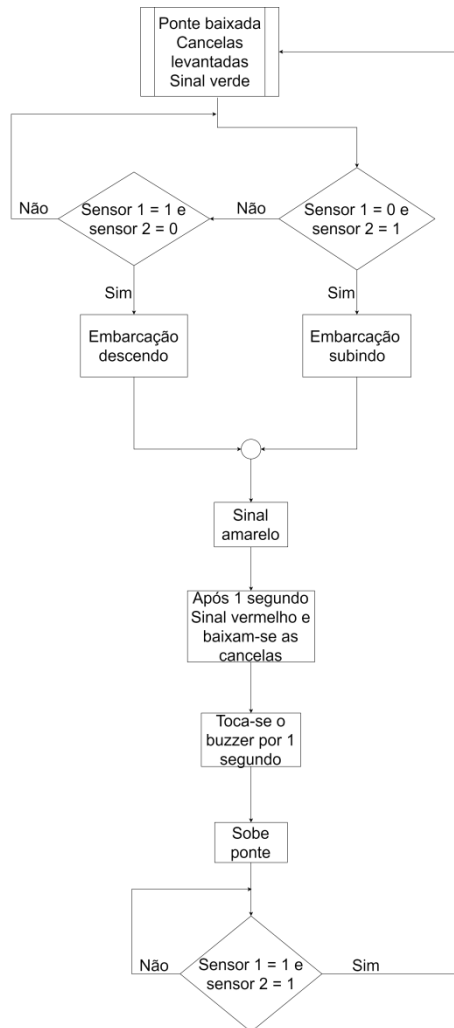 Ponte baixada
Cancelas
levantadas
Sinal verde
Não
Sensor 1 = 1 e
sensor 2 = 0
Não
Sensor 1 = 0 e
sensor 2 = 1
Sim
Sim
Embarcação
descendo
Embarcação
subindo
Sinal
amarelo
Após 1 segundo
Sinal vermelho e
baixam-se as
cancelas
Toca-se o
buzzer por 1
segundo
Sobe
ponte
Não
Sensor 1 = 1 e
sensor 2 = 1
Sim